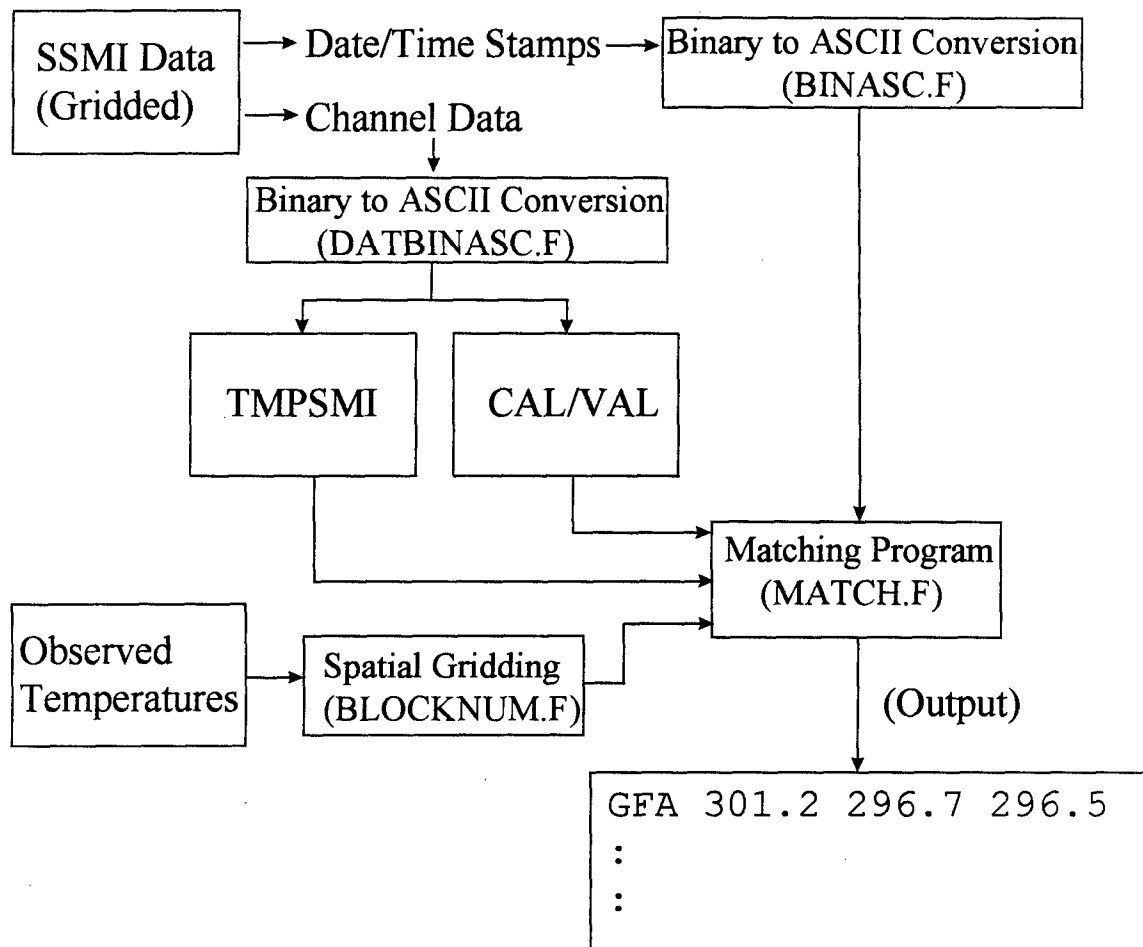 SSMI Data
(Gridded)
Date/Time Stamps
Channel Data
Binary to ASCII Conversion
(BINASC.F)
Binary to ASCII Conversion
(DATBINASC.F)
TMPSMI
CAL/VAL
Matching Program
(MATCH.F)
Observed
Temperatures
Spatial Gridding
(BLOCKNUM.F)
(Output)
GFA 301.2 296.7 296.5
:
: